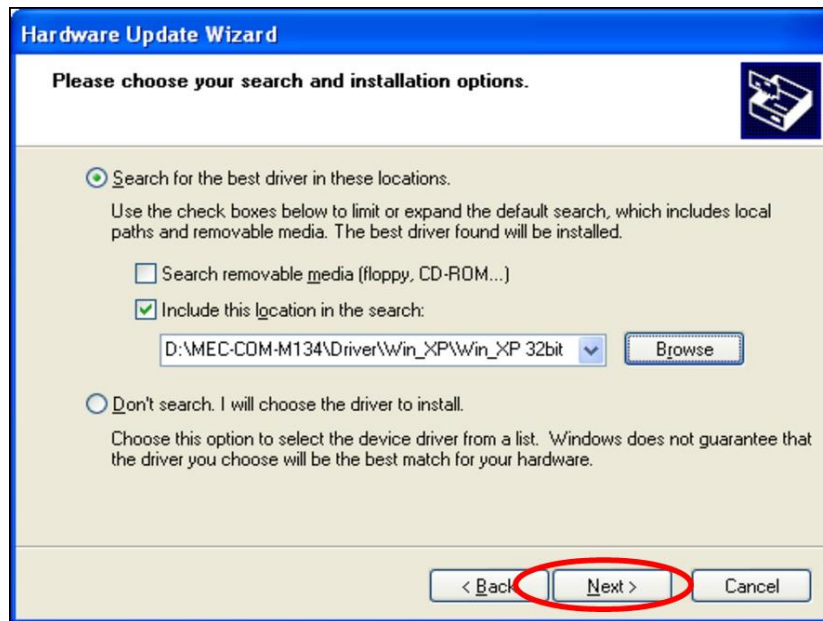 Hardware Update Wizard
Please choose your search and installation options.
Search for the best driver in these locations.
Use the check boxes below to limit or expand the default search, which includes local
paths and removable media. The best driver found will be installed.
Search removable media (floppy, CD-ROM...)
Include this location in the search:
D:\MEC-COM-M134\Driver\Win_XP\Win_XP 32bit
Browse
Don't search. I will choose the driver to install.
Choose this option to select the device driver from a list. Windows does not guarantee that
the driver you choose will be the best match for your hardware.
< Back Next > Cancel